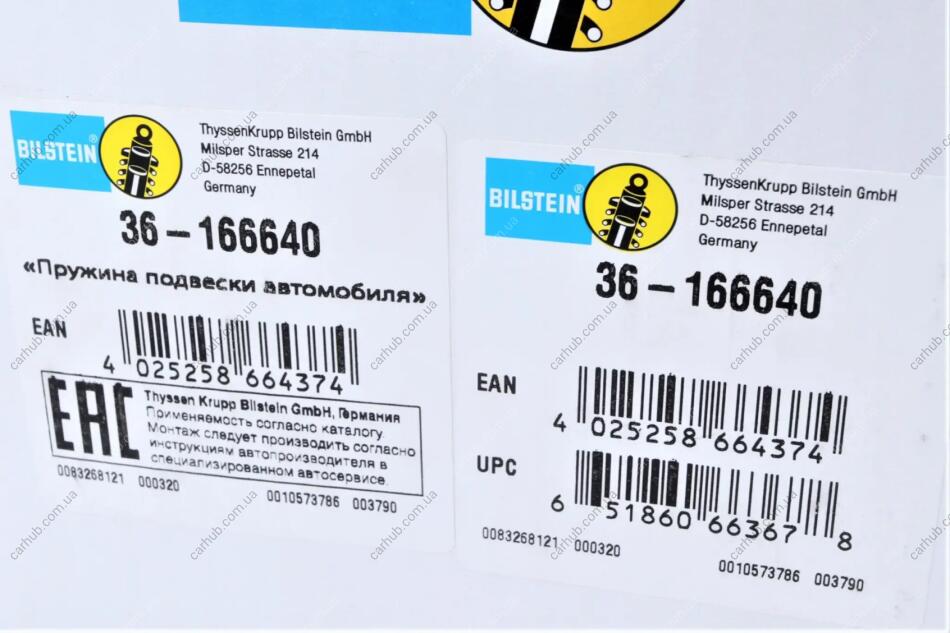 BILSTEIN®
ThyssenKrupp Bilstein GmbH
Milsper Strasse 214
D-58256 Ennepetal
Germany
36-166640
«Пружина подвески автомобиля»
EAN
4 025258 664374
EAC
Thyssen Krupp Bilstein GmbH, Германия
Применяемость согласно каталогу.
Монтаж следует производить согласно
инструкциям автопроизводителя в
специализированном автосервисе.
0083268121 000320
0010573786 003790
BILSTEIN®
ThyssenKrupp Bilstein GmbH
Milsper Strasse 214
D-58256 Ennepetal
Germany
36-166640
EAN
4 025258 664374
UPC
6 51860 66367 8
0083268121 000320
0010573786 003790
carhub.com.ua